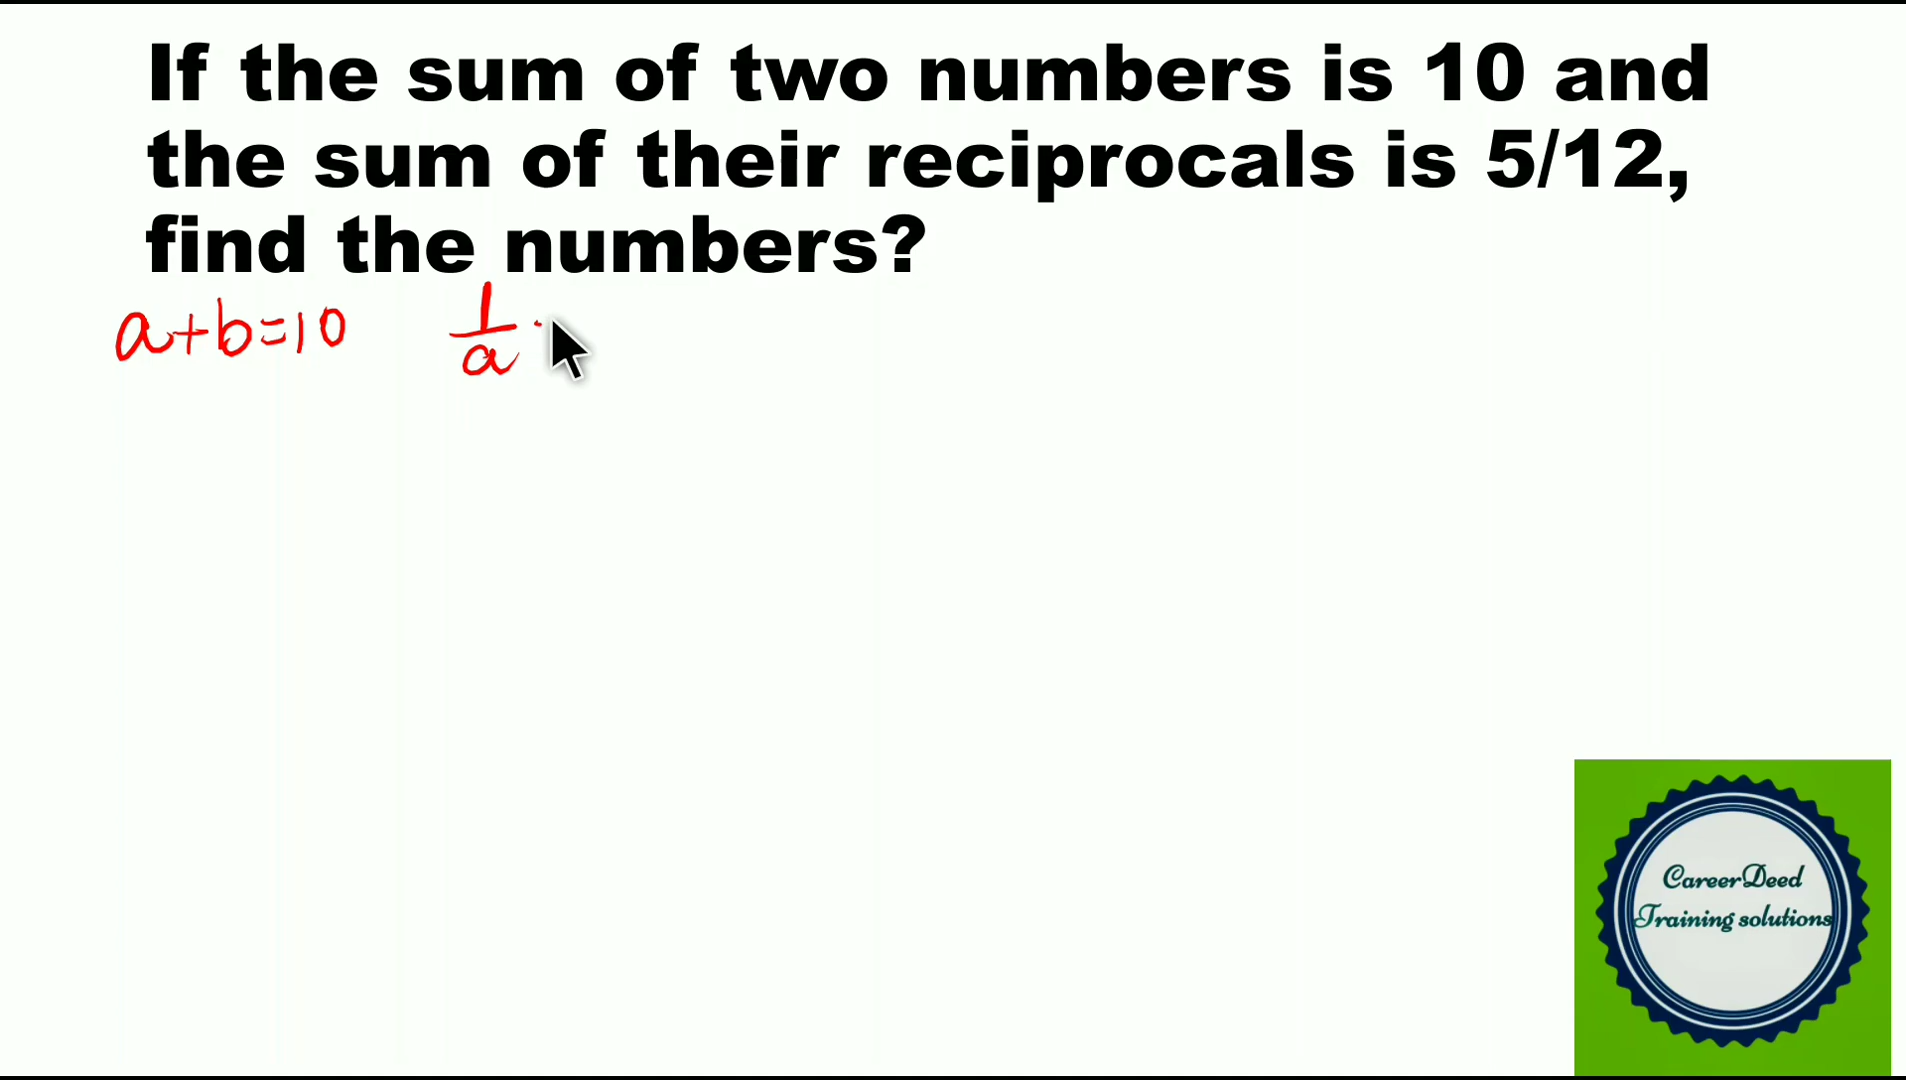 If the sum of two numbers is 10 and
the sum of their reciprocals is 5/12,
find the numbers?
a+b=10 1/a
CareerDeed
Training solutions